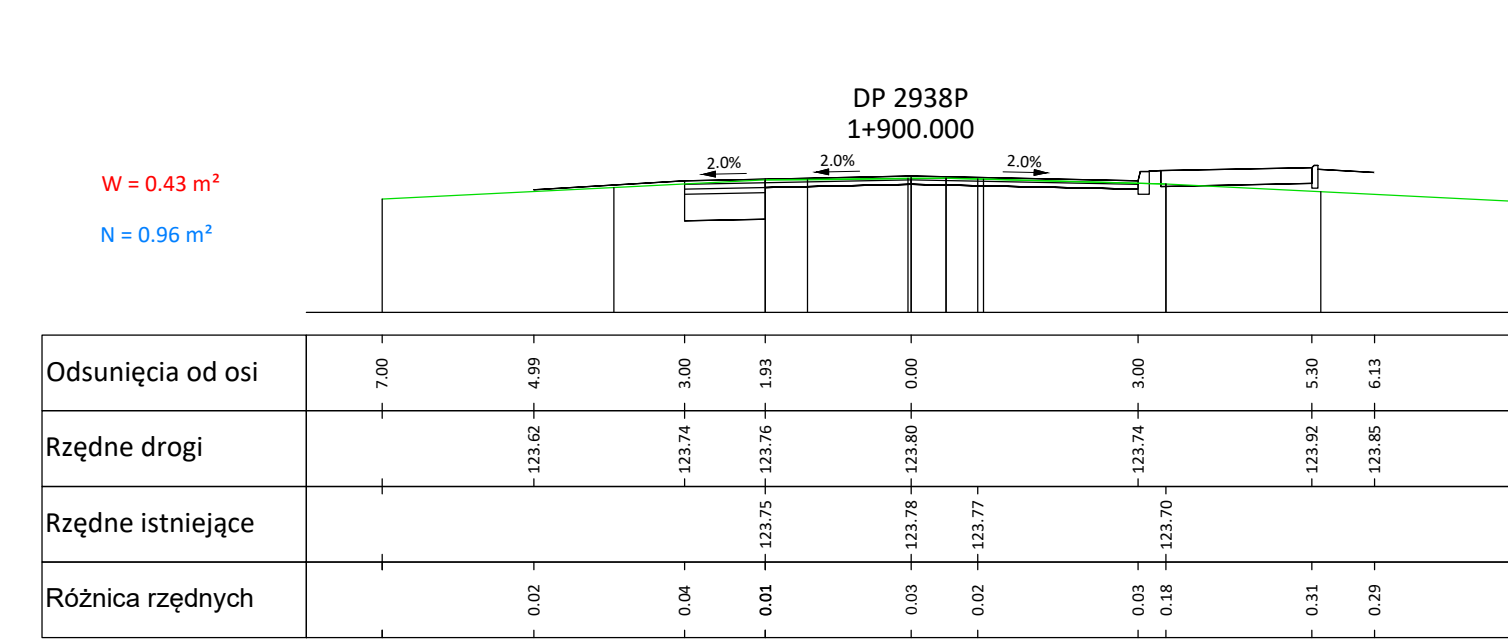 DP 2938P
1+900.000
2.0% 2.0% 2.0%
W = 0.43 m²
N = 0.96 m²
Odsunięcia od osi 7.00 4.99 3.00 1.93 0.00 3.00 5.30 6.13
Rzędne drogi 123.62 123.74 123.76 123.80 123.74 123.92 123.85
Rzędne istniejące 123.75 123.78 123.77 123.70
Różnica rzędnych 0.02 0.04 0.01 0.03 0.02 0.03 0.18 0.31 0.29